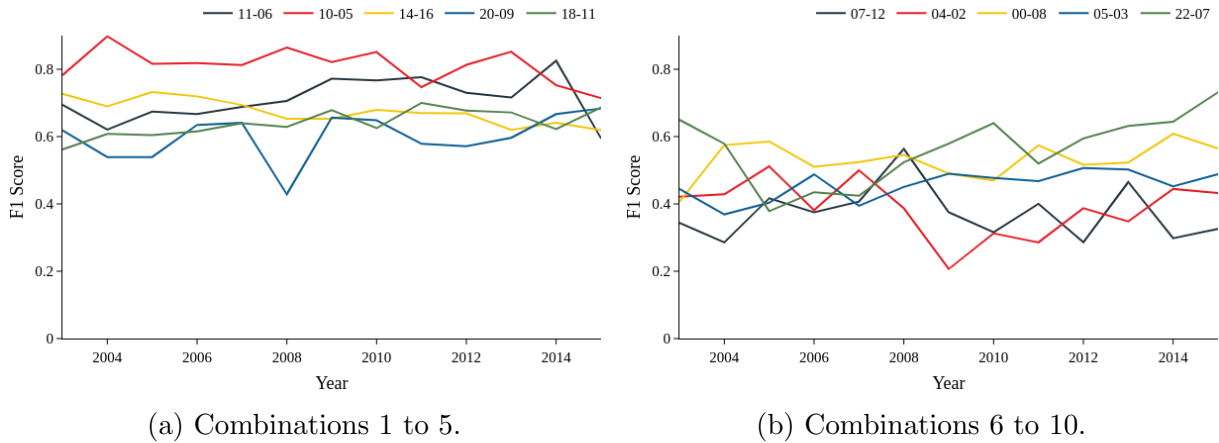 11-06 10-05 14-16 20-09 18-11
0.8
0.6
0.4
0.2
0
F1 Score
2004 2006 2008 2010 2012 2014
Year
(a) Combinations 1 to 5.
07-12 04-02 00-08 05-03 22-07
0.8
0.6
0.4
0.2
0
F1 Score
2004 2006 2008 2010 2012 2014
Year
(b) Combinations 6 to 10.